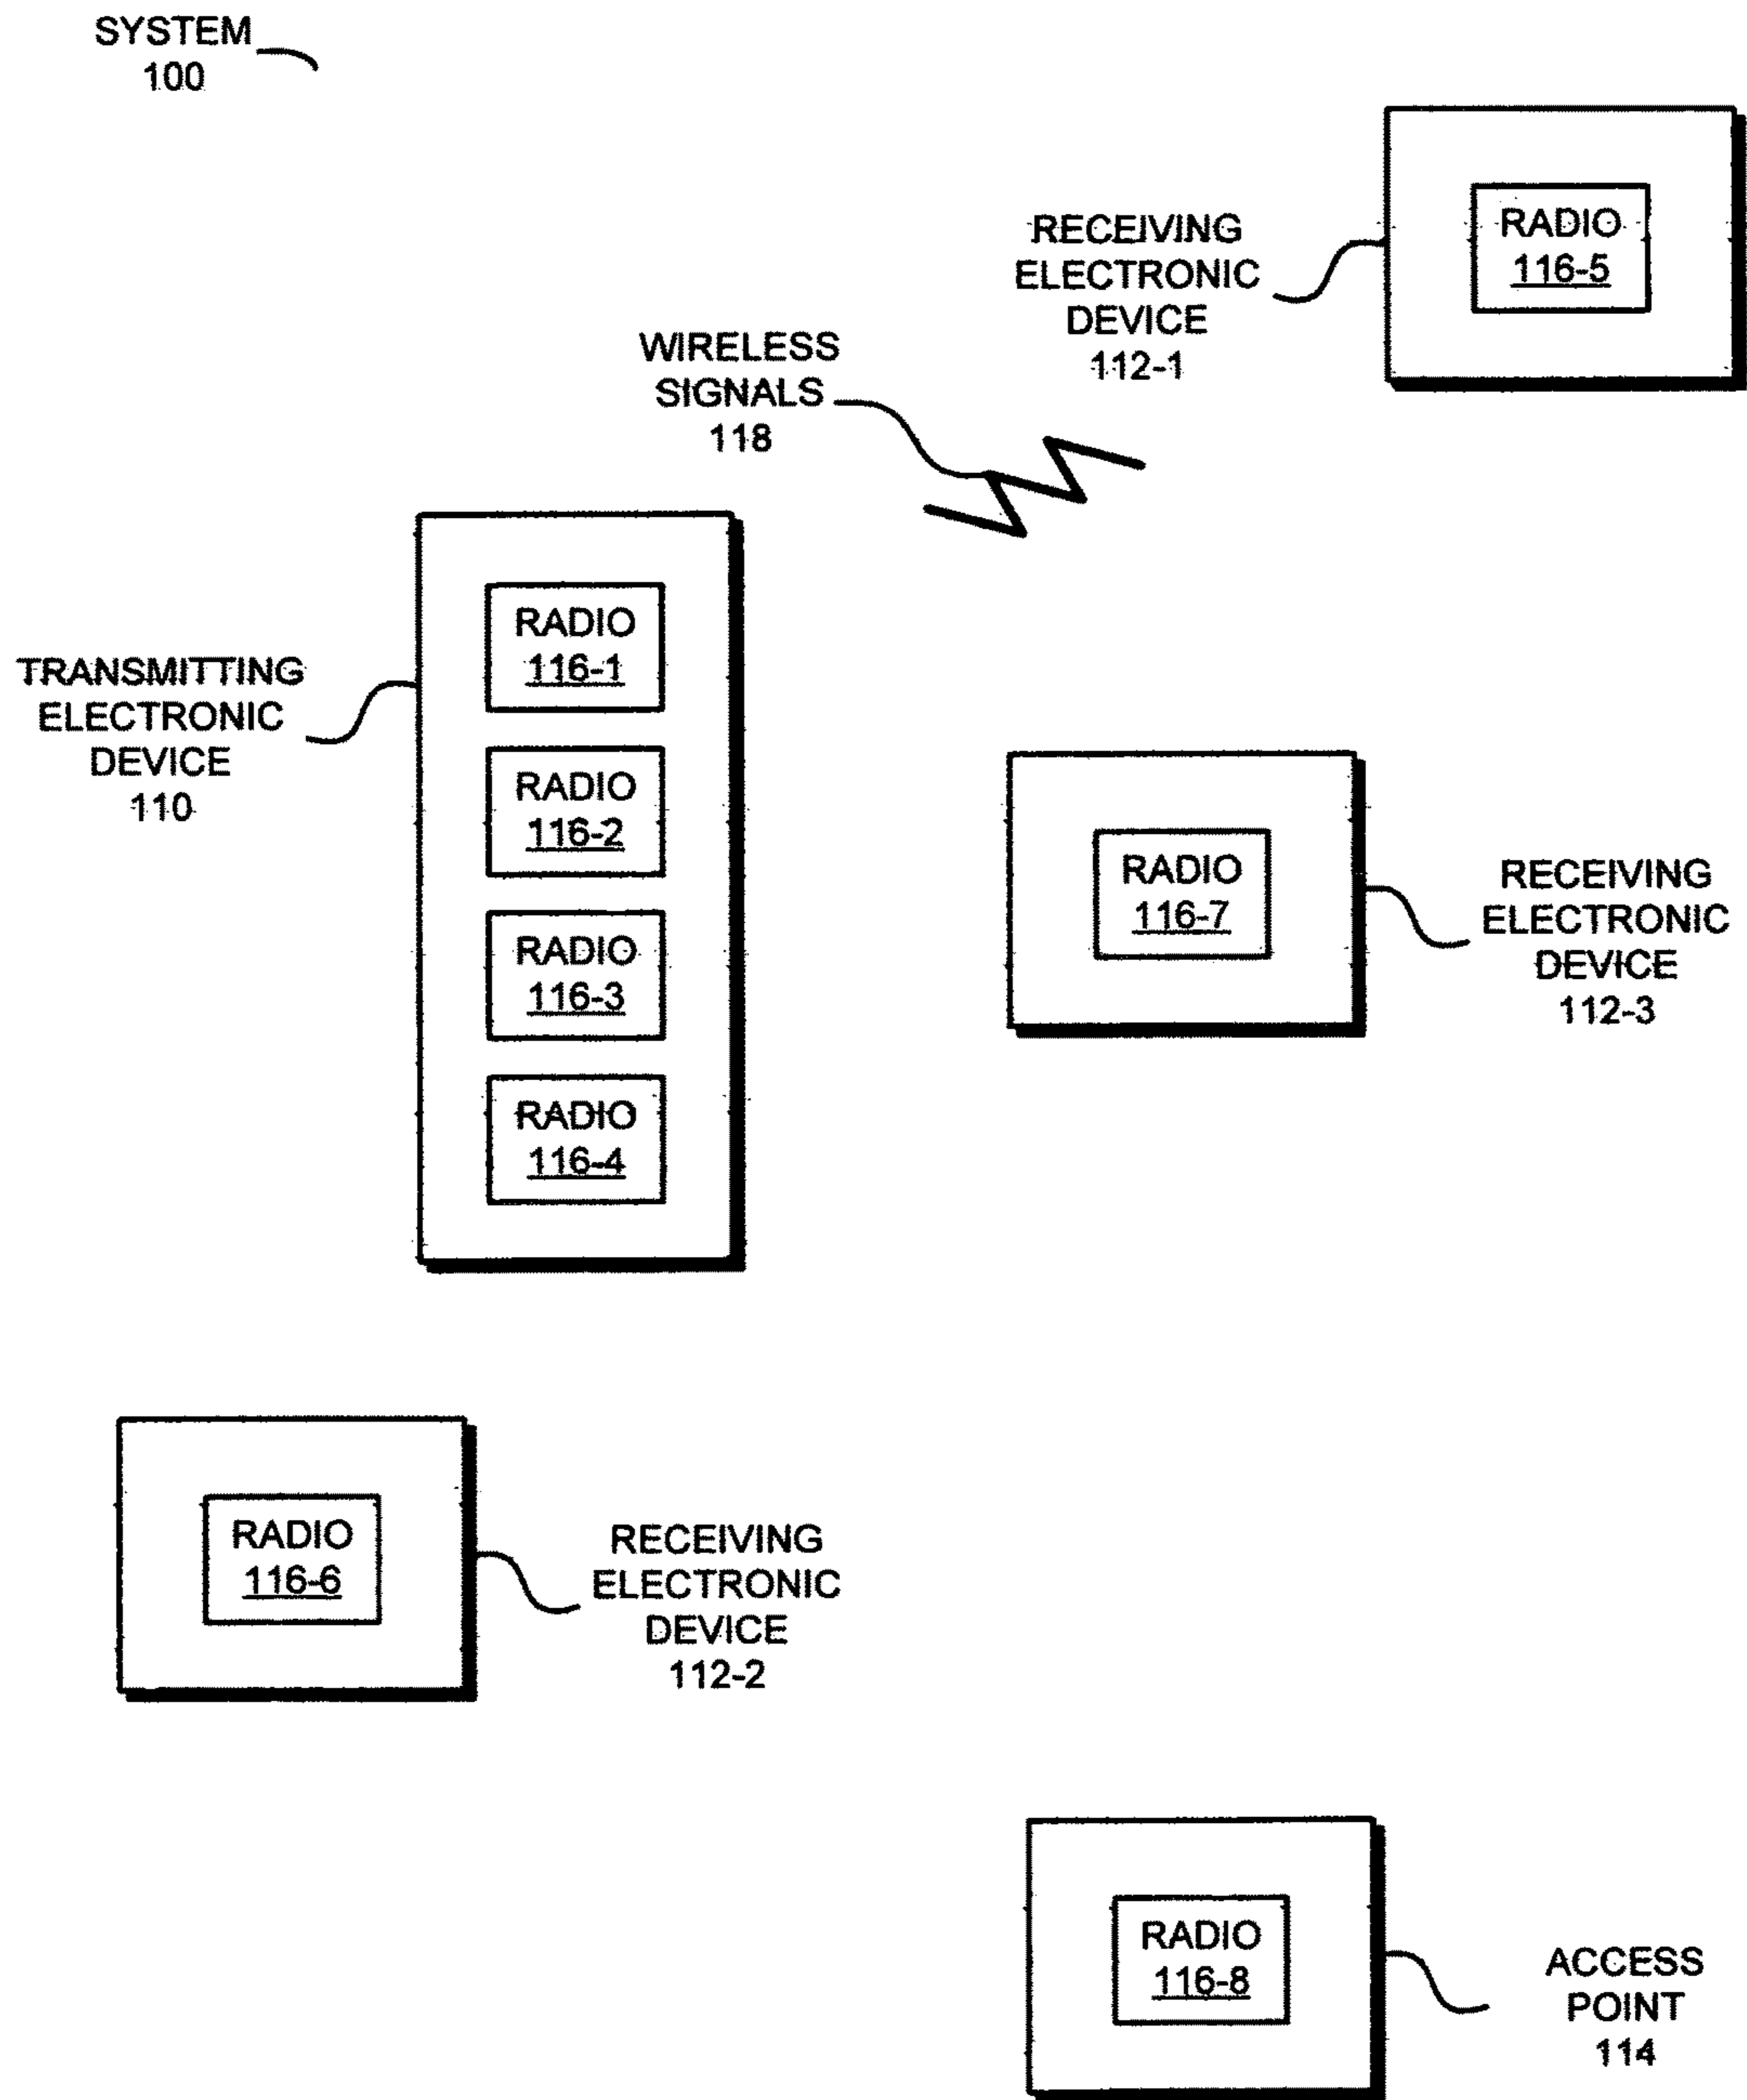 SYSTEM
100
RECEIVING
ELECTRONIC
DEVICE
112-1
RADIO
116-5
WIRELESS
SIGNALS
118
TRANSMITTING
ELECTRONIC
DEVICE
110
RADIO
116-1
RADIO
116-2
RADIO
116-3
RADIO
116-4
RADIO
116-7
RECEIVING
ELECTRONIC
DEVICE
112-3
RADIO
116-6
RECEIVING
ELECTRONIC
DEVICE
112-2
RADIO
116-8
ACCESS
POINT
114